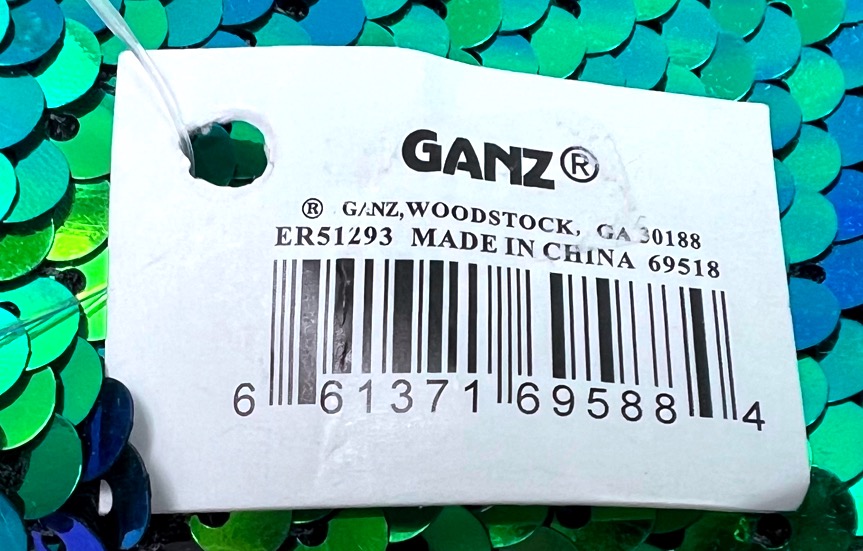 GANZ®
® GANZ, WOODSTOCK, GA 30188
ER51293 MADE IN CHINA 69518
6 61371 69588 4